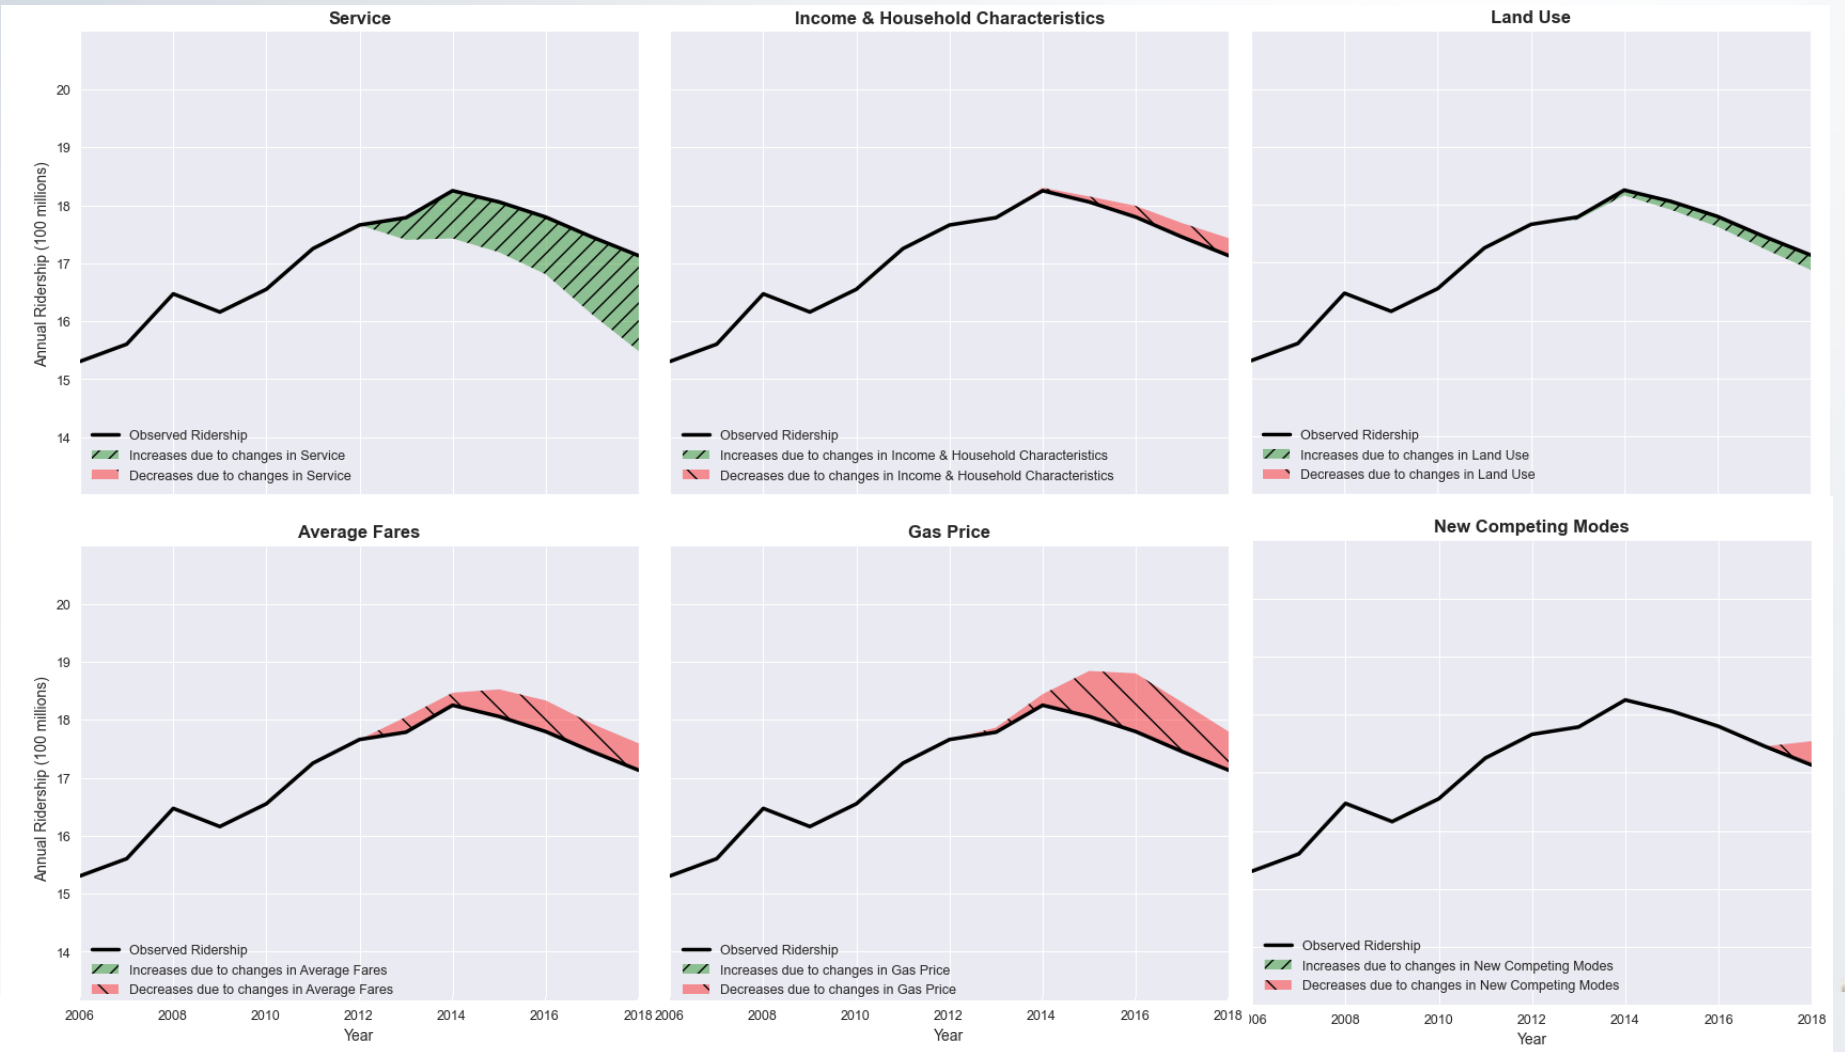 Service
Income & Household Characteristics
Land Use
Annual Ridership (100 millions)
20
19
18
17
16
15
14
Observed Ridership
Increases due to changes in Service
Decreases due to changes in Service
Observed Ridership
Increases due to changes in Income & Household Characteristics
Decreases due to changes in Income & Household Characteristics
Observed Ridership
Increases due to changes in Land Use
Decreases due to changes in Land Use
Average Fares
Gas Price
New Competing Modes
Annual Ridership (100 millions)
20
19
18
17
16
15
14
Observed Ridership
Increases due to changes in Average Fares
Decreases due to changes in Average Fares
2006 2008 2010 2012 2014 2016 2018
Year
Observed Ridership
Increases due to changes in Gas Price
Decreases due to changes in Gas Price
2006 2008 2010 2012 2014 2016 2018
Year
Observed Ridership
Increases due to changes in New Competing Modes
Decreases due to changes in New Competing Modes
06 2008 2010 2012 2014 2016 2018
Year